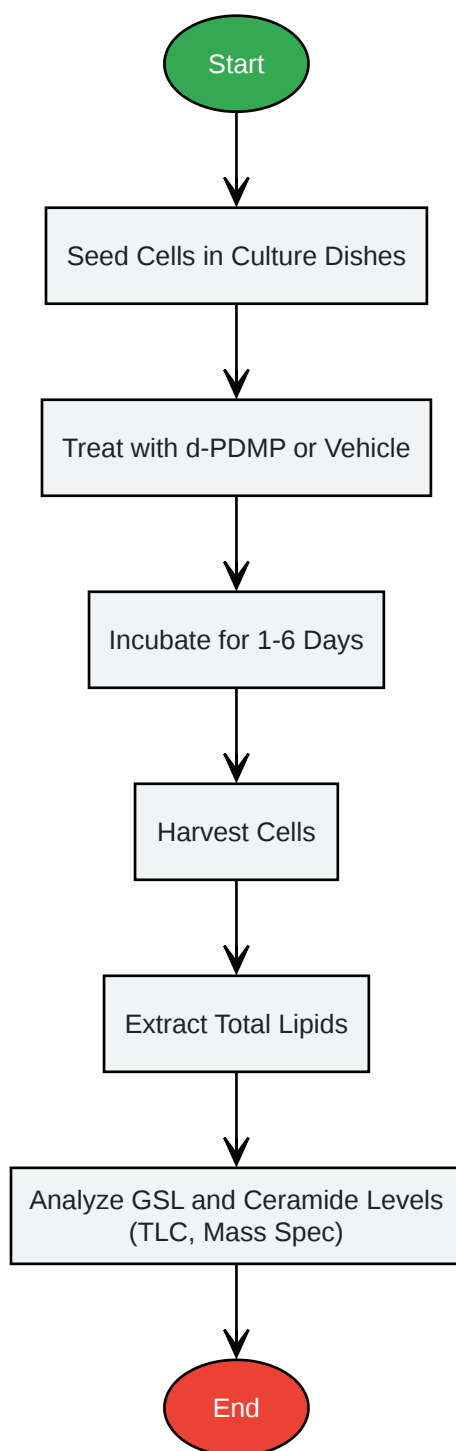 Start
Seed Cells in Culture Dishes
Treat with d-PDMP or Vehicle
Incubate for 1-6 Days
Harvest Cells
Extract Total Lipids
Analyze GSL and Ceramide Levels
(TLC, Mass Spec)
End